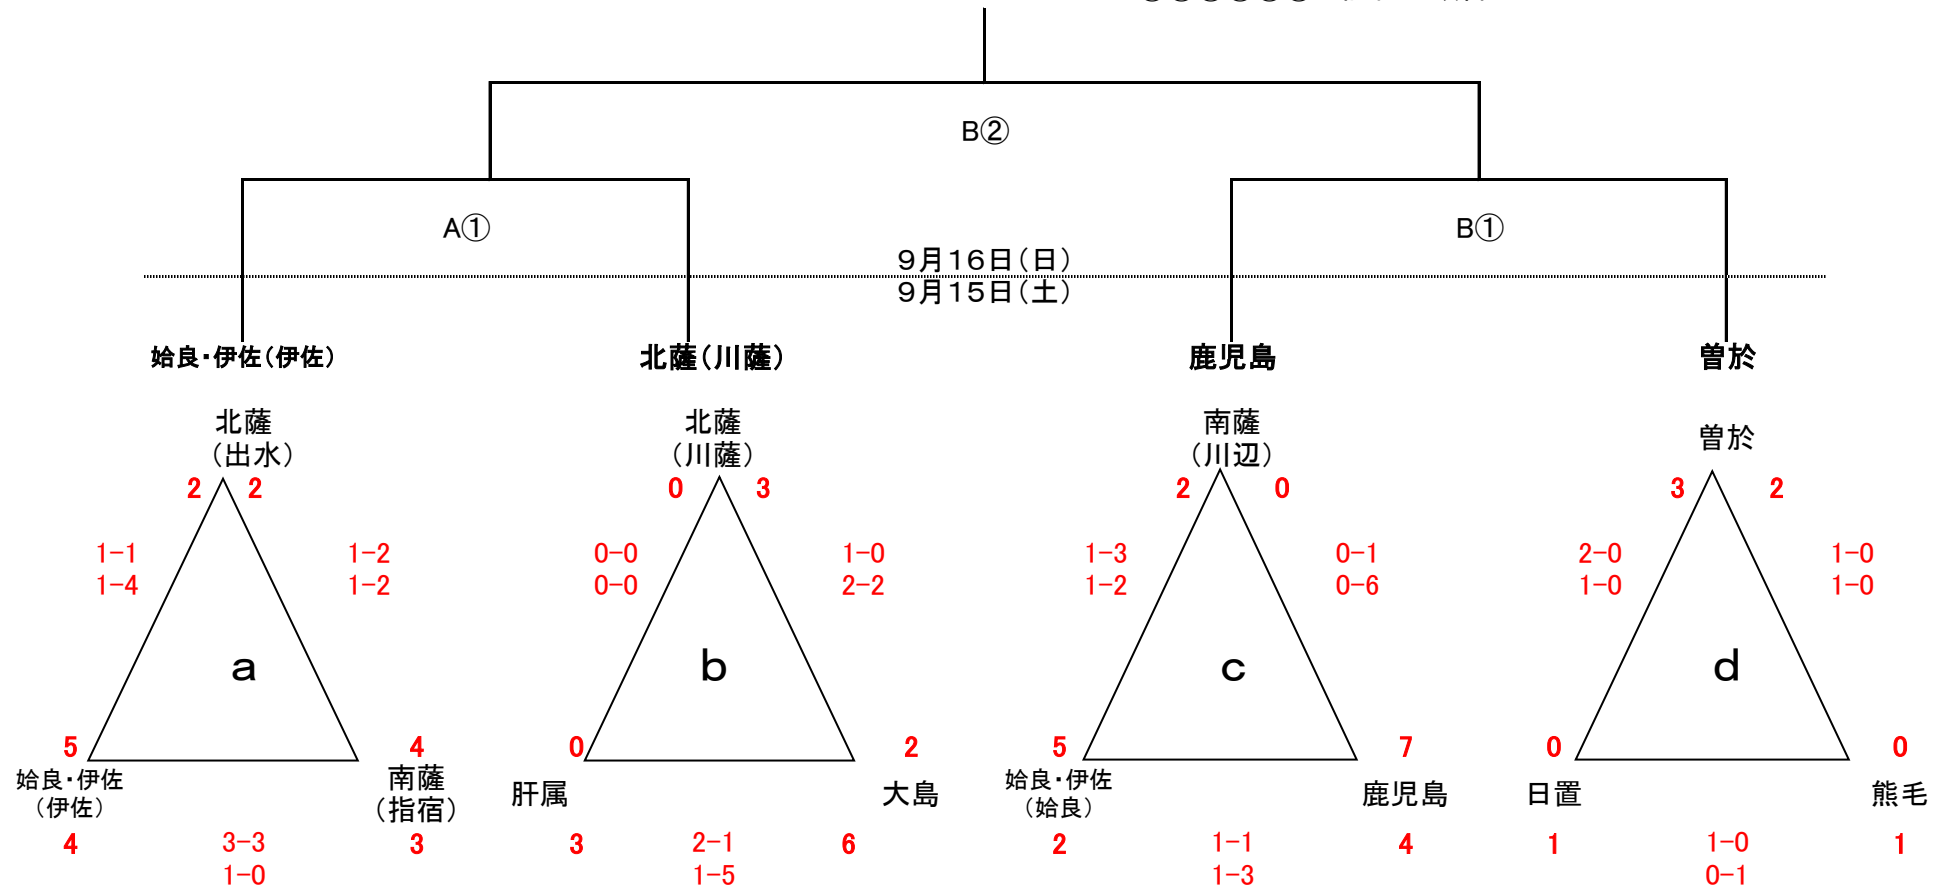 B②
A①
B①
９月１６日（日）
９月１５日（土）
姶良・伊佐（伊佐）
北薩（川薩）
鹿児島
曽於
北薩
（出水）
北薩
（川薩）
南薩
（川辺）
曽於
2 2
0 3
2 0
3 2
1-1
1-4
1-2
1-2
0-0
0-0
1-0
2-2
1-3
1-2
0-1
0-6
2-0
1-0
1-0
1-0
a
b
c
d
5
4
0
2
5
7
0
0
姶良・伊佐
（伊佐）
南薩
（指宿）
肝属
大島
姶良・伊佐
（姶良）
鹿児島
日置
熊毛
4
3-3
1-0
3
3
2-1
1-5
6
2
1-1
1-3
4
1
1-0
0-1
1